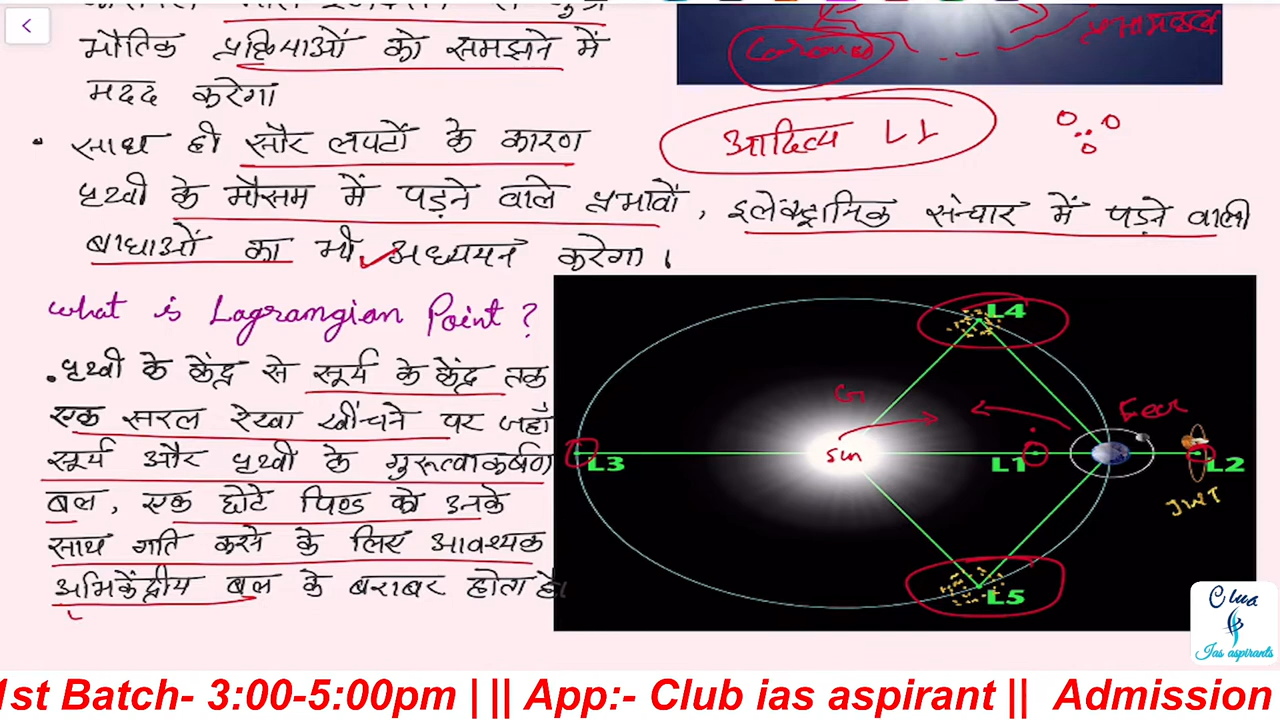 भौतिक प्रक्रियाओं को समझने में
मदद करेगा
• साथ ही सौर लपटों के कारण
पृथ्वी के मौसम में पड़ने वाले प्रभावों, इलेक्ट्रानिक संन्चार में पड़ने वाली
बाधाओं का भी अध्ययन करेगा।
आदित्य L1
What is Lagrangian Point?
• पृथ्वी के केंद्र से सूर्य के केंद्र तक
एक सरल रेखा खींचने पर जहाँ
सूर्य और पृथ्वी के गुरुत्वाकर्षण
बल, एक छोटे पिण्ड को उनके
साथ गति करने के लिए आवश्यक
अभिकेंद्रीय बल के बराबर होता है।
L4
G
Sun
L3
L1
L2
JWT
L5
Club
Ias aspirants
1st Batch- 3:00-5:00pm | || App:- Club ias aspirant || Admission